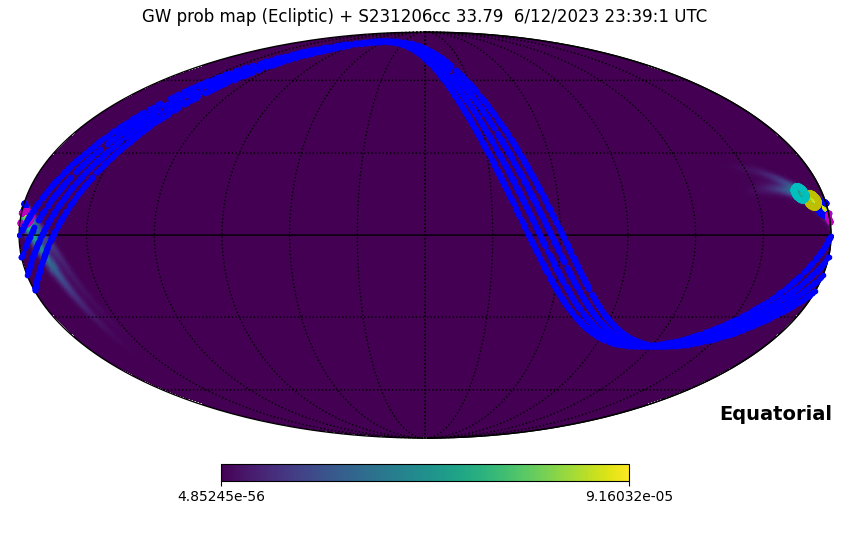 GW prob map (Ecliptic) + S231206cc 33.79  6/12/2023 23:39:1 UTC
Equatorial
4.85245e-56
9.16032e-05